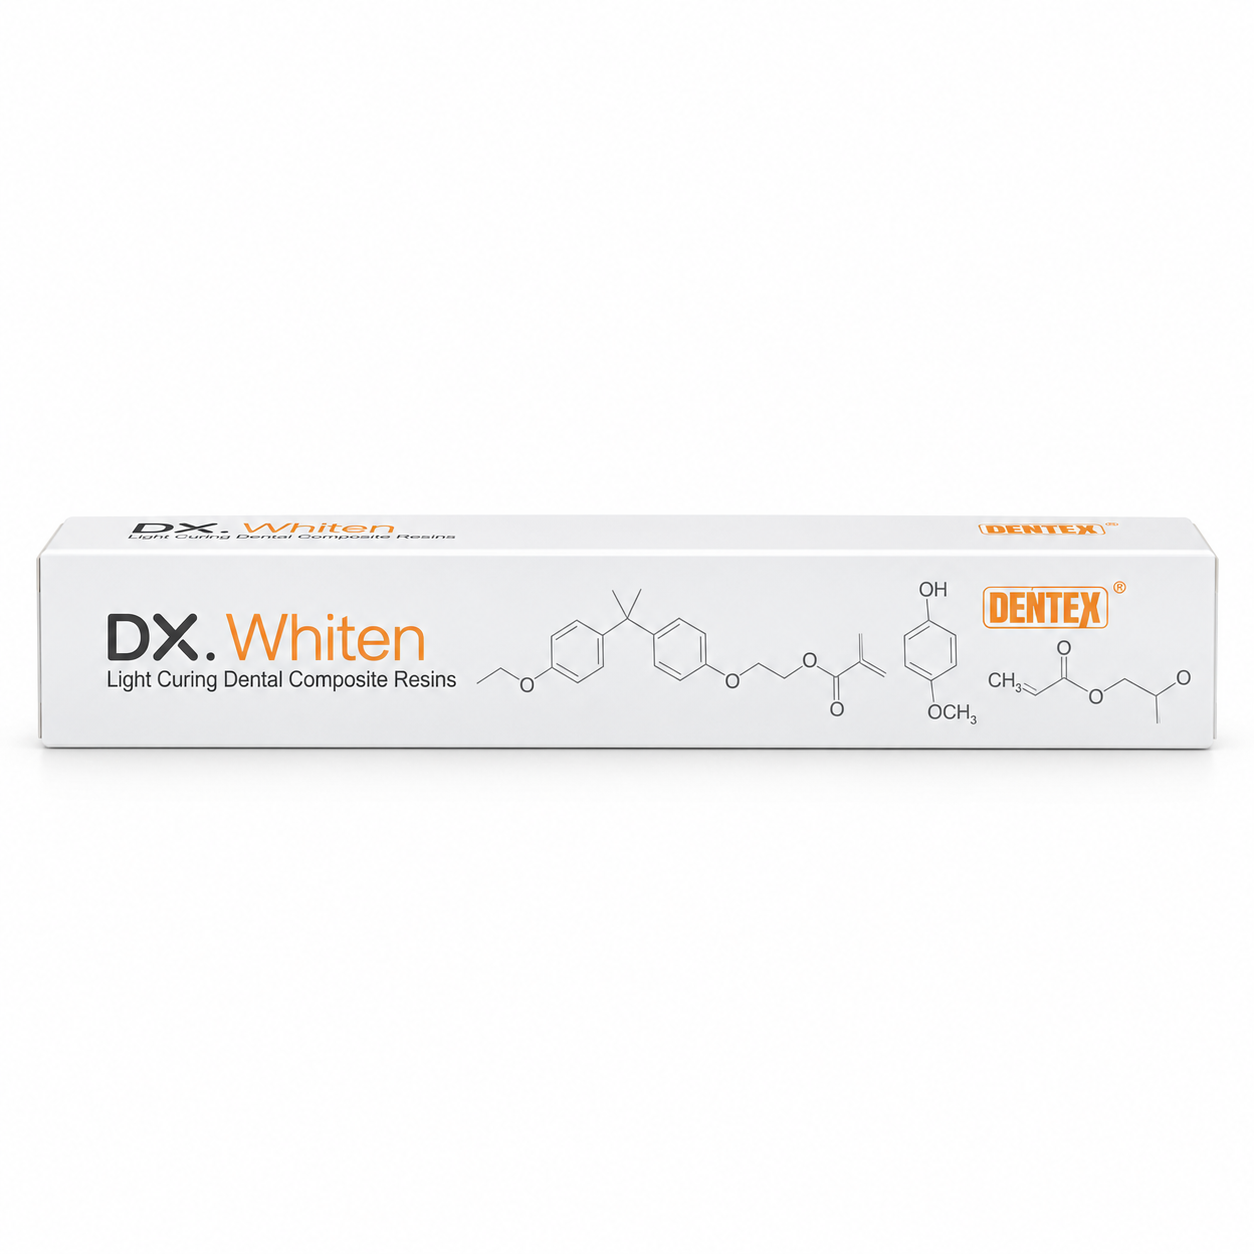 DX. Whiten
Light Curing Dental Composite Resins
DENTEX®
DX. Whiten
Light Curing Dental Composite Resins
DENTEX®
O
O
O
O
OH
OCH₃
CH₃
O
O
O